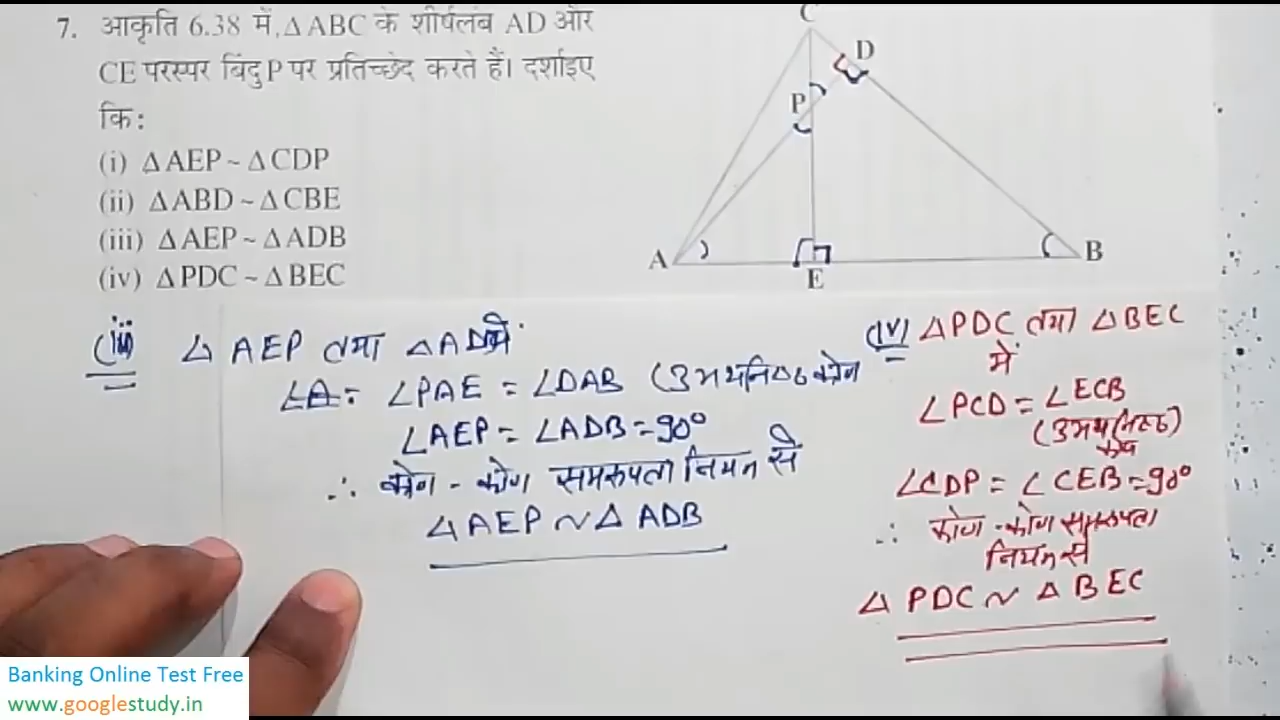 7. आकृति 6.38 में, △ABC के शीर्षलंब AD और
CE परस्पर बिंदु P पर प्रतिच्छेद करते हैं। दर्शाइए
कि:
(i) △AEP ~ △CDP
(ii) △ABD ~ △CBE
(iii) △AEP ~ △ADB
(iv) △PDC ~ △BEC
C
D
P
A
E
B
(iii) △ AEP तथा △ADB में
∠A = ∠PAE = ∠DAB (उभयनिष्ठ कोण
∠AEP = ∠ADB = 90°
∴ कोण - कोण समरूपता नियम से
△ AEP ~ △ ADB
(iv) △PDC तथा △BEC
में
∠PCD = ∠ECB
(उभयनिष्ठ)
कोण
∠CDP = ∠CEB = 90°
∴ कोण - कोण समरूपता
नियम से
△ PDC ~ △ BEC
Banking Online Test Free
www.googlestudy.in